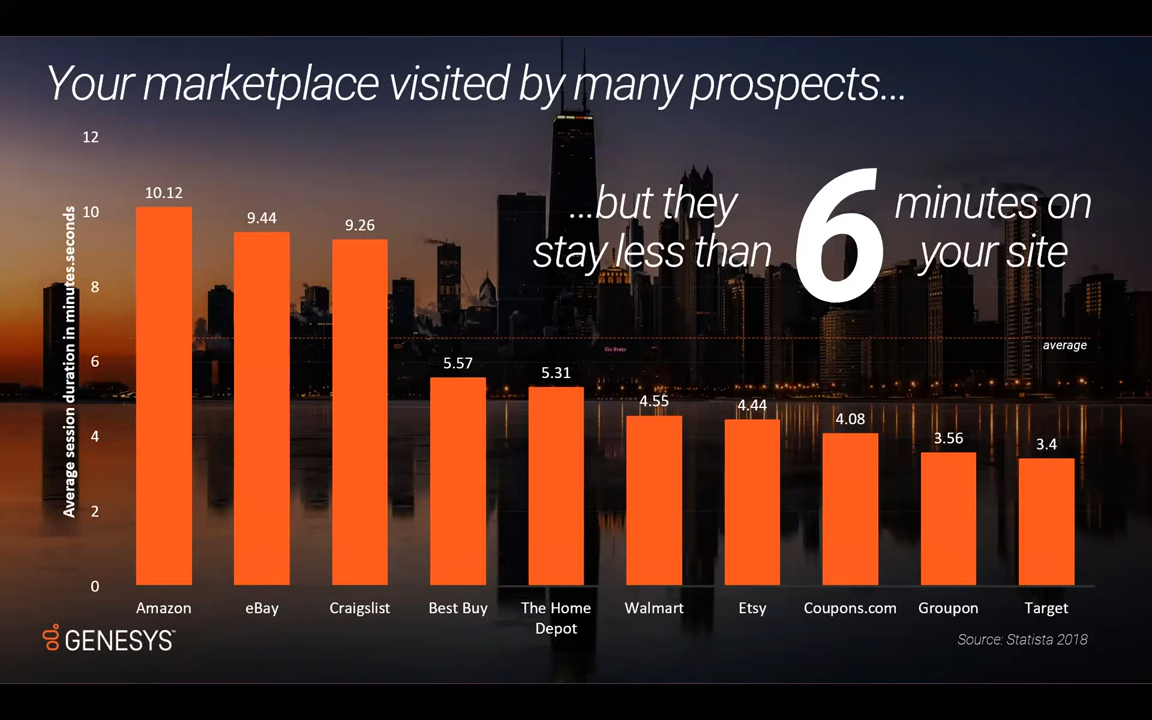 Your marketplace visited by many prospects...
...but they
stay less than
6
minutes on
your site
Average session duration in minutes.seconds
12
10
8
6
4
2
0
10.12
9.44
9.26
5.57
5.31
4.55
4.44
4.08
3.56
3.4
average
Amazon
eBay
Craigslist
Best Buy
The Home
Depot
Walmart
Etsy
Coupons.com
Groupon
Target
GENESYS™
Source: Statista 2018